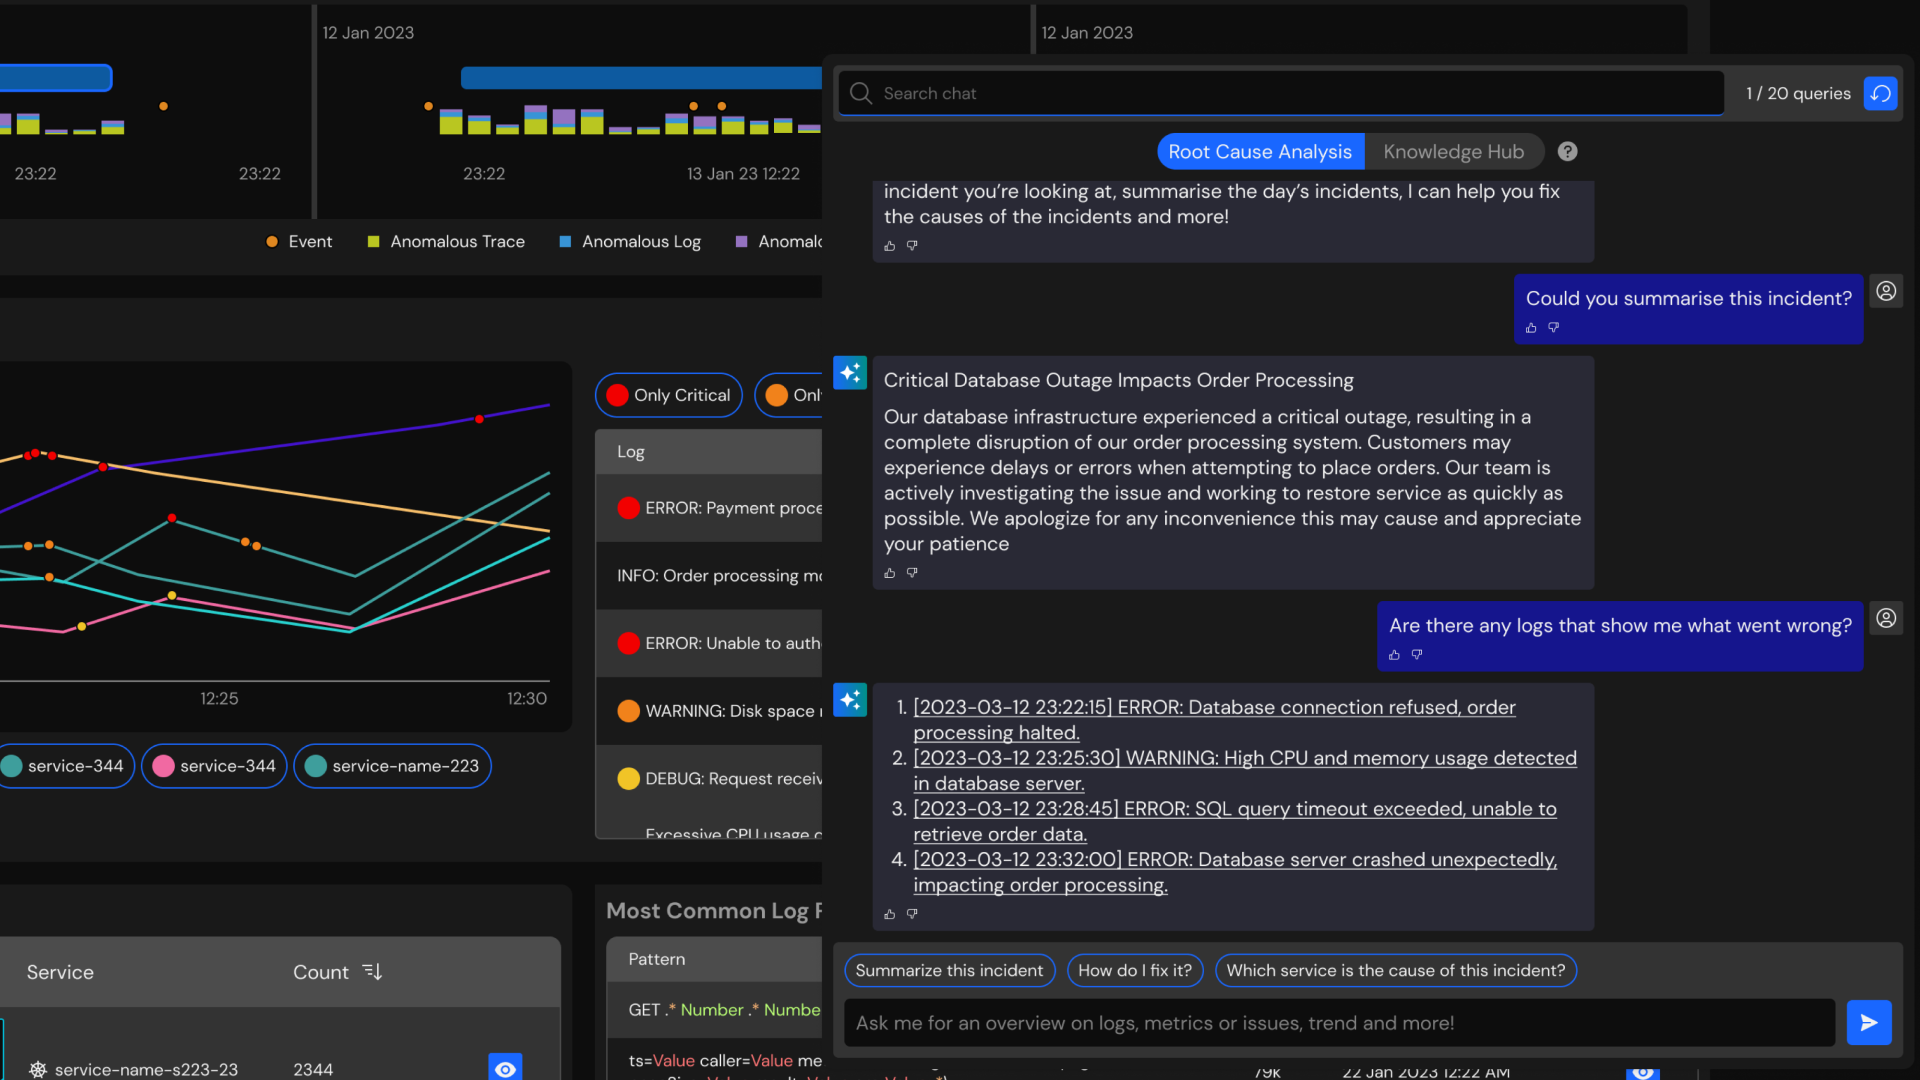 12 Jan 2023
12 Jan 2023
23:22
23:22
23:22
13 Jan 23 12:22
Event
Anomalous Trace
Anomalous Log
Only Critical
Log
ERROR: Payment
INFO: Order processing
ERROR: Unable to
WARNING: Disk space
DEBUG: Request
Excessive CPU usage
12:25
12:30
service-344
service-344
service-name-223
Service
Count
service-name-s223-23
2344
Most Common Log
Pattern
GET .* Number .*
ts=Value caller=Value
Search chat
1 / 20 queries
Root Cause Analysis
Knowledge Hub
?
incident you’re looking at, summarise the day’s incidents, I can help you fix
the causes of the incidents and more!
Could you summarise this incident?
Critical Database Outage Impacts Order Processing
Our database infrastructure experienced a critical outage, resulting in a
complete disruption of our order processing system. Customers may
experience delays or errors when attempting to place orders. Our team is
actively investigating the issue and working to restore service as quickly as
possible. We apologize for any inconvenience this may cause and appreciate
your patience
Are there any logs that show me what went wrong?
1. [2023-03-12 23:22:15] ERROR: Database connection refused, order
processing halted.
2. [2023-03-12 23:25:30] WARNING: High CPU and memory usage detected
in database server.
3. [2023-03-12 23:28:45] ERROR: SQL query timeout exceeded, unable to
retrieve order data.
4. [2023-03-12 23:32:00] ERROR: Database server crashed unexpectedly,
impacting order processing.
Summarize this incident
How do I fix it?
Which service is the cause of this incident?
Ask me for an overview on logs, metrics or issues, trend and more!
79k
22 Jan 2023 12:22 AM